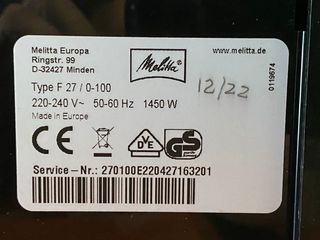 Melitta Europa
Ringstr. 99
D-32427 Minden
Melitta
www.melitta.de
Type F 27 / 0-100
12/22
0119674
220-240 V~ 50-60 Hz 1450 W
Made in Europe
CE
DVE
GS
Service - Nr.: 270100E220427163201